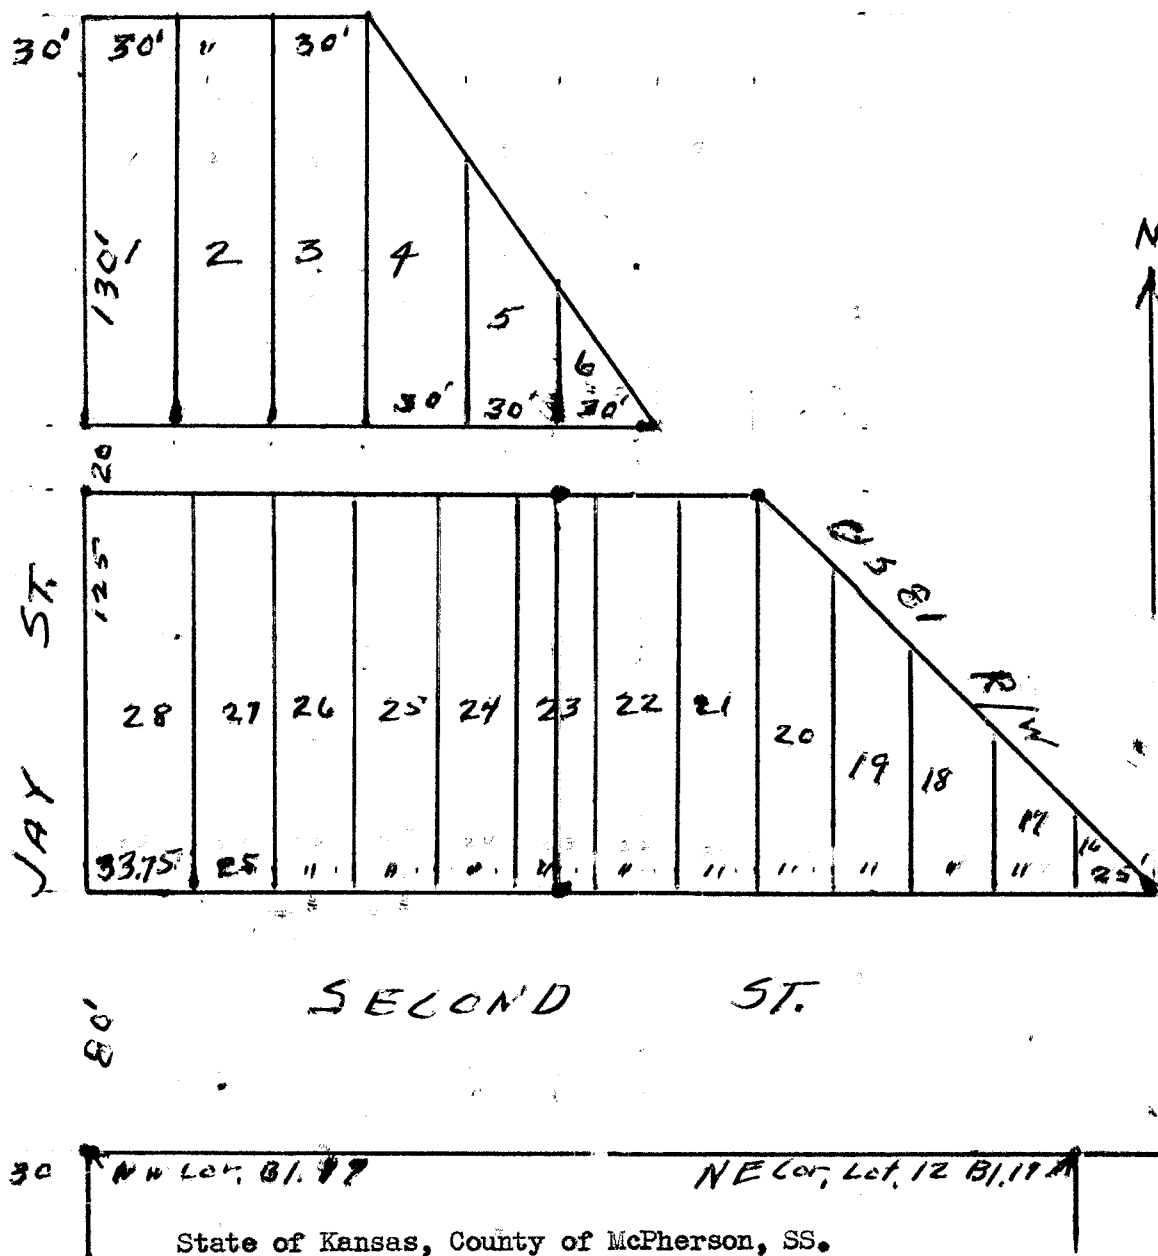 30' 30' " 30'
130'
1 2 3 4 5 6
30' 30' 30'
20
125
JAY ST.
U S 81
R/W
28 27 26 25 24 23 22 21 20 19 18 17 16
33.75 25 " " " " " " " " " " 25'
SECOND ST.
80'
30
NW Cor. Bl.
NE Cor, Lot. 12 Bl. 19
N
State of Kansas, County of McPherson, SS.